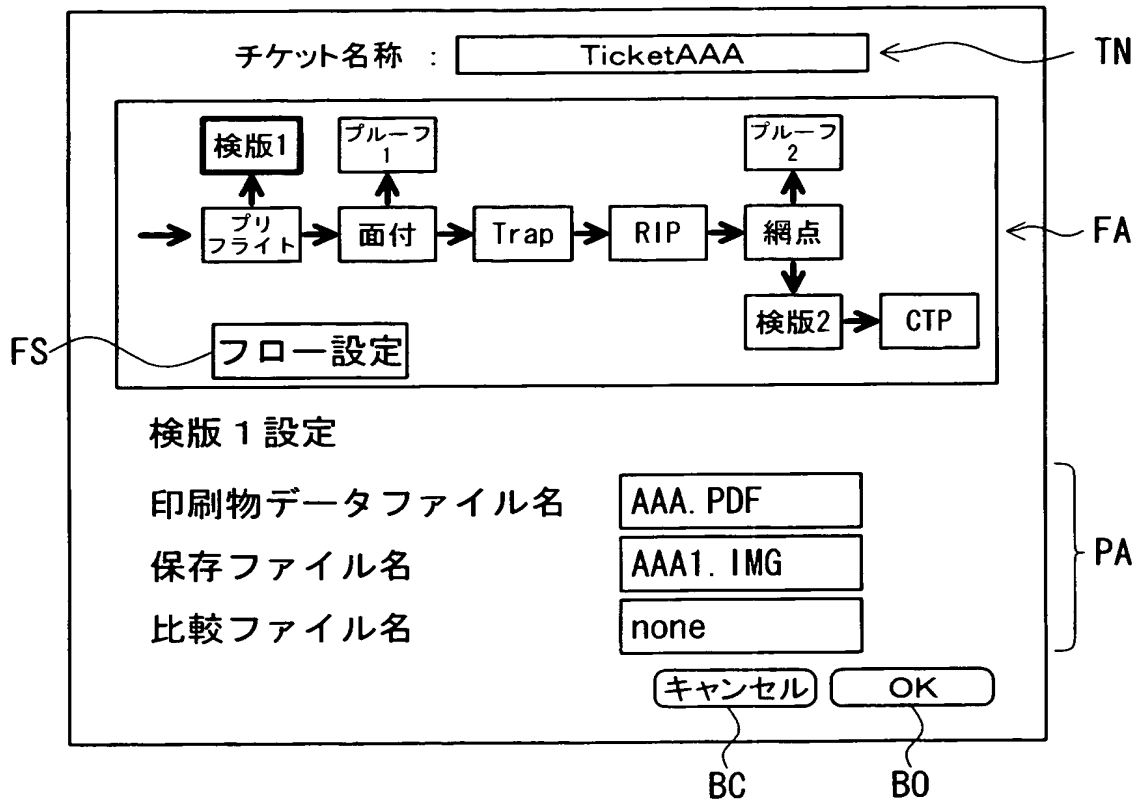 チケット名称 : TicketAAA
TN
検版1
プルーフ
1
プルーフ
2
プリ
フライト
面付
Trap
RIP
網点
FA
検版2
CTP
FS
フロー設定
検版1設定
印刷物データファイル名 AAA.PDF
保存ファイル名 AAA1.IMG
PA
比較ファイル名 none
キャンセル OK
BC BO